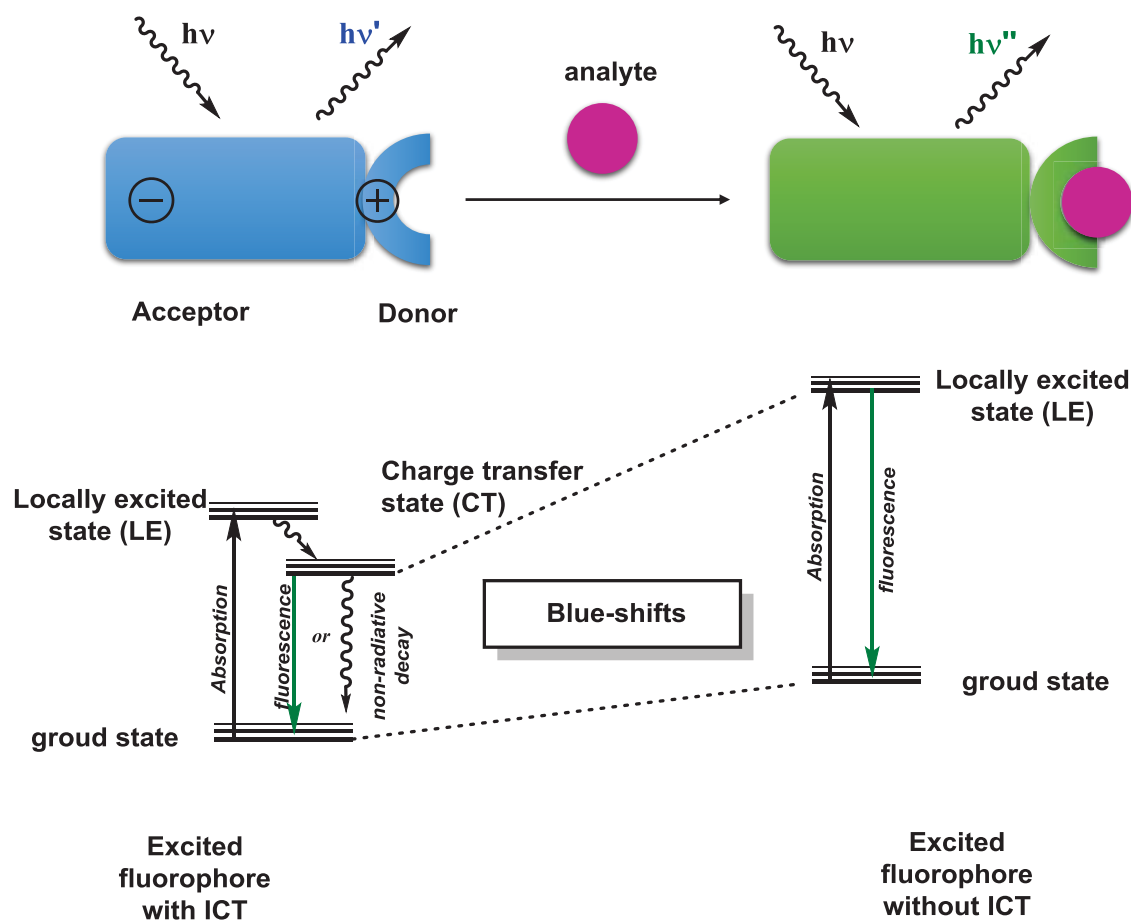 hν
hν'
analyte
hν
hν"
Acceptor
Donor
Locally excited
state (LE)
Charge transfer
state (CT)
Locally excited
state (LE)
Absorption
fluorescence
or
non-radiative
decay
Blue-shifts
Absorption
fluorescence
groud state
groud state
Excited
fluorophore
with ICT
Excited
fluorophore
without ICT